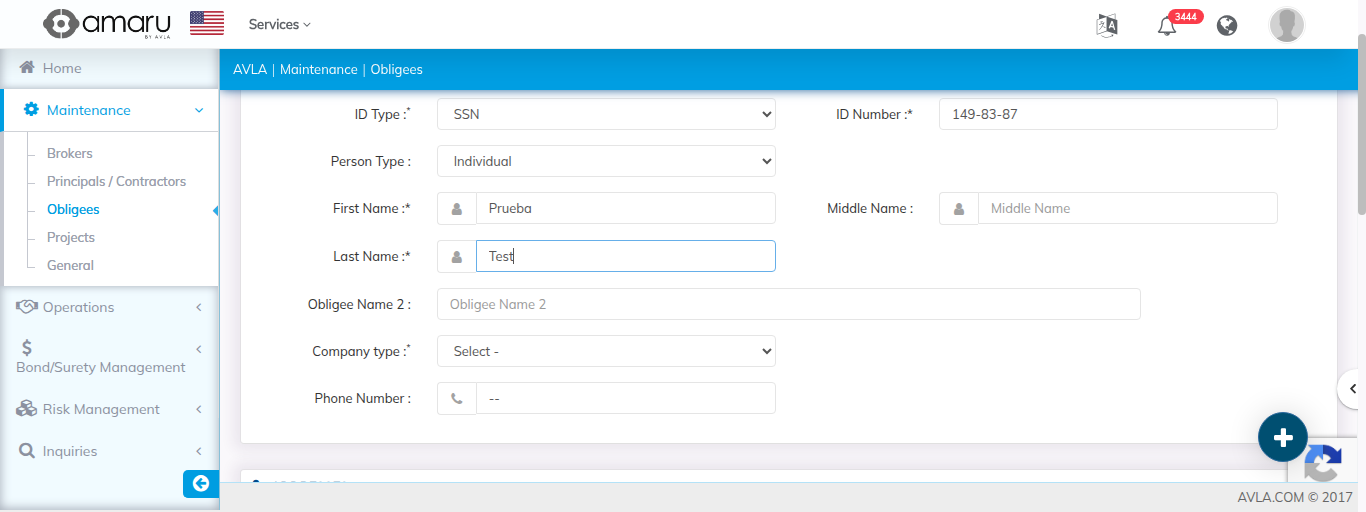 amaru
BY AVLA
Services
3444
Home
AVLA | Maintenance | Obligees
Maintenance
Brokers
Principals / Contractors
Obligees
Projects
General
Operations
Bond/Surety Management
Risk Management
Inquiries
ID Type :*
SSN
ID Number :*
149-83-87
Person Type :
Individual
First Name :*
Prueba
Middle Name :
Middle Name
Last Name :*
Test
Obligee Name 2 :
Obligee Name 2
Company type :*
Select -
Phone Number :
--
AVLA.COM © 2017